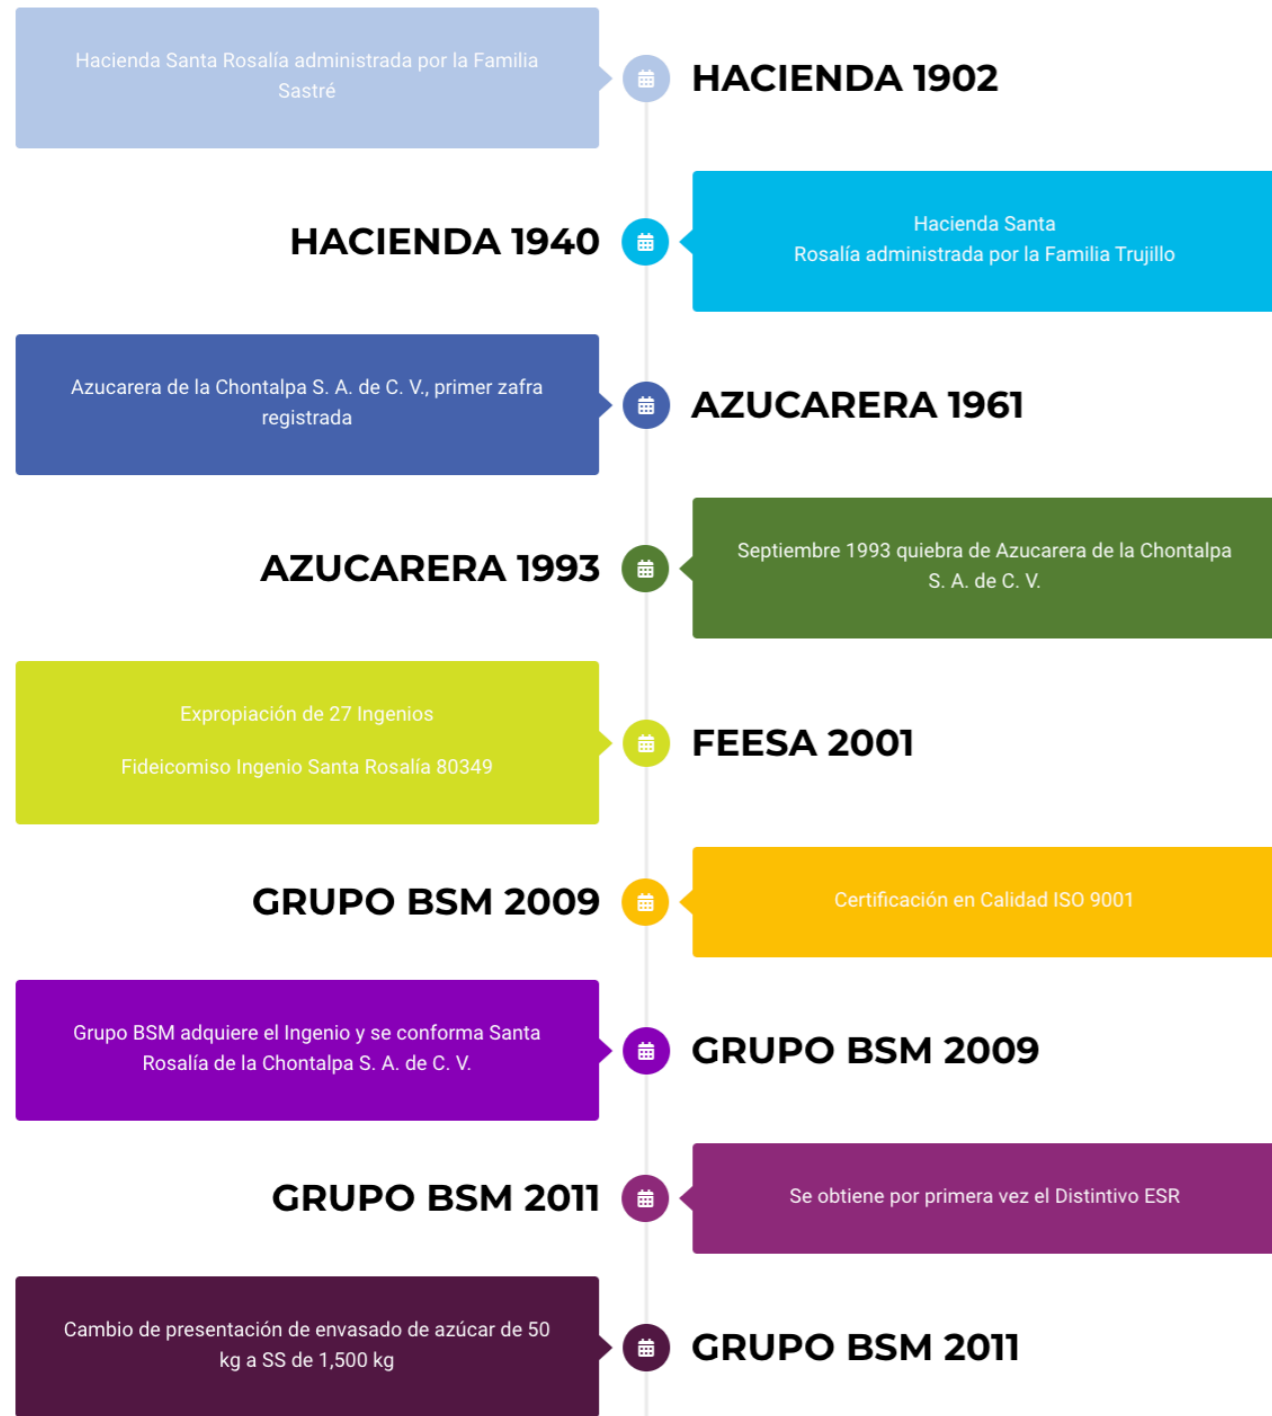 Hacienda Santa Rosalía administrada por la Familia
Sastré
HACIENDA 1902
HACIENDA 1940
Hacienda Santa
Rosalía administrada por la Familia Trujillo
Azucarera de la Chontalpa S. A. de C. V., primer zafra
registrada
AZUCARERA 1961
AZUCARERA 1993
Septiembre 1993 quiebra de Azucarera de la Chontalpa
S. A. de C. V.
Expropiación de 27 Ingenios
Fideicomiso Ingenio Santa Rosalía 80349
FEESA 2001
GRUPO BSM 2009
Certificación en Calidad ISO 9001
Grupo BSM adquiere el Ingenio y se conforma Santa
Rosalía de la Chontalpa S. A. de C. V.
GRUPO BSM 2009
GRUPO BSM 2011
Se obtiene por primera vez el Distintivo ESR
Cambio de presentación de envasado de azúcar de 50
kg a SS de 1,500 kg
GRUPO BSM 2011